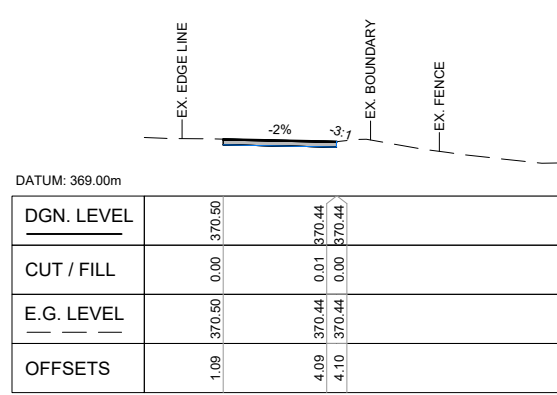 EX. EDGE LINE
EX. BOUNDARY
EX. FENCE
-2%
-3:1
DATUM: 369.00m
DGN. LEVEL 370.50 370.44 370.44
CUT / FILL 0.00 0.01 0.00
E.G. LEVEL 370.50 370.44 370.44
OFFSETS 1.09 4.09 4.10